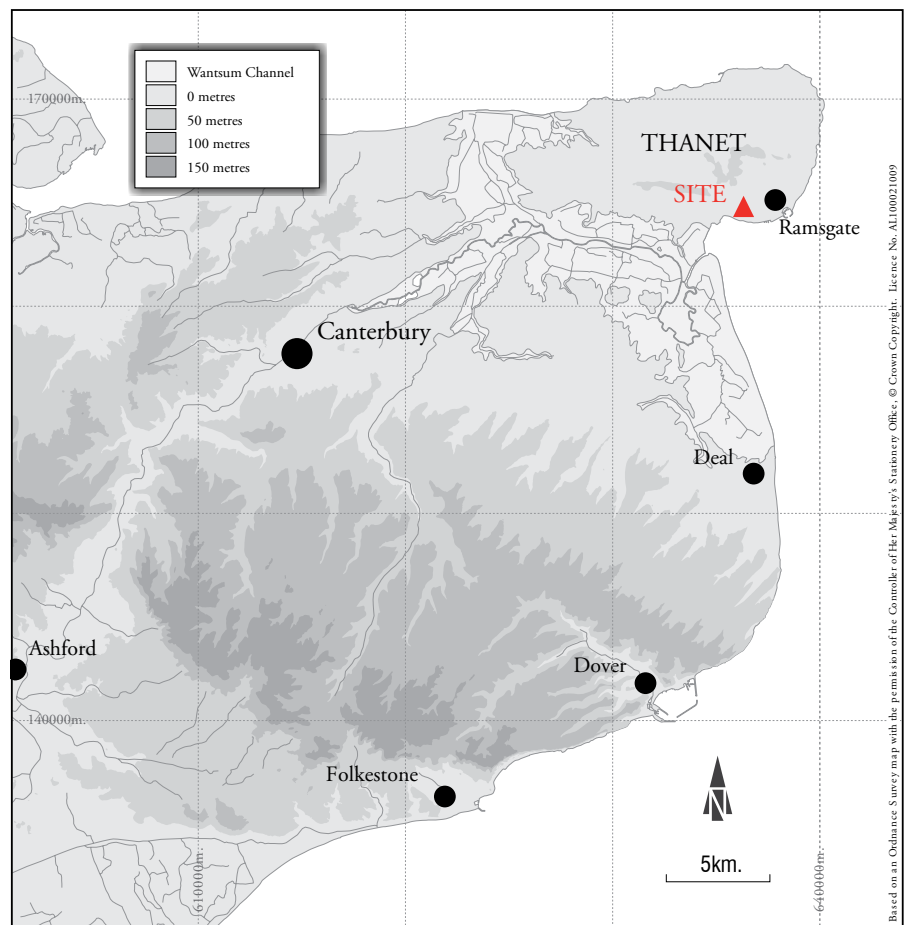 Wantsum Channel
0 metres
50 metres
100 metres
150 metres
170000m.
THANET
SITE
Ramsgate
Canterbury
Deal
Ashford
Dover
140000m.
Folkestone
N
5km.
610000m.
640000m.
Based on an Ordnance Survey map with the permission of the Controller of Her Majesty's Stationery Office, © Crown Copyright. Licence No. AL100021009